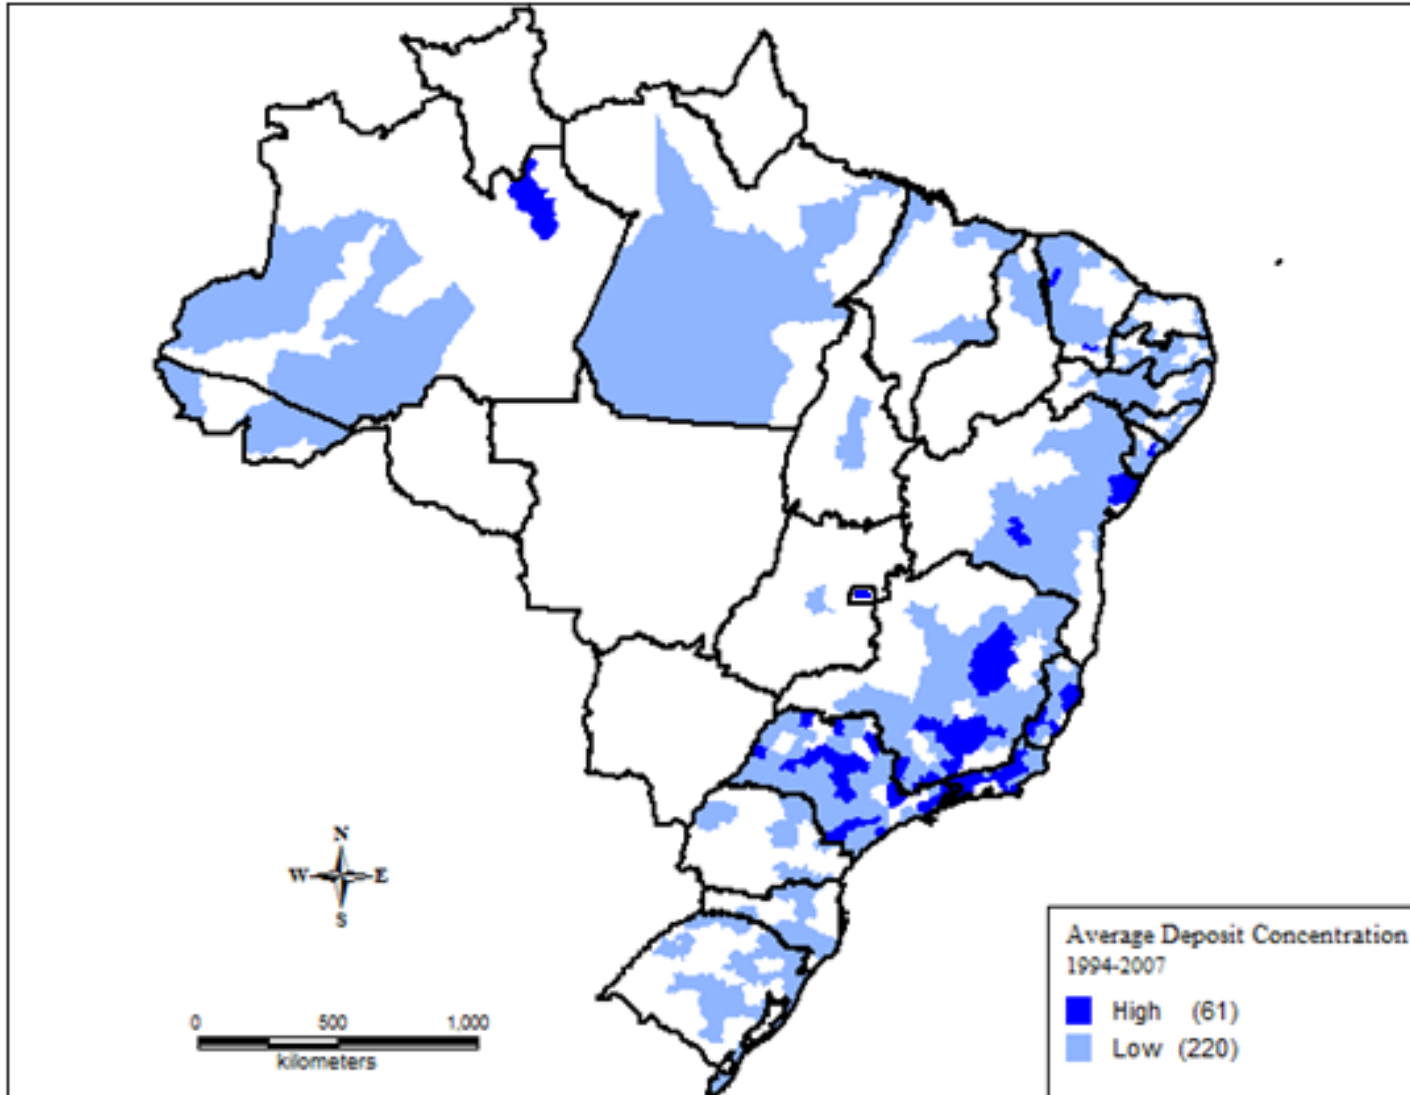 N
W E
S
0 500 1,000
kilometers
Average Deposit Concentration
1994-2007
High (61)
Low (220)